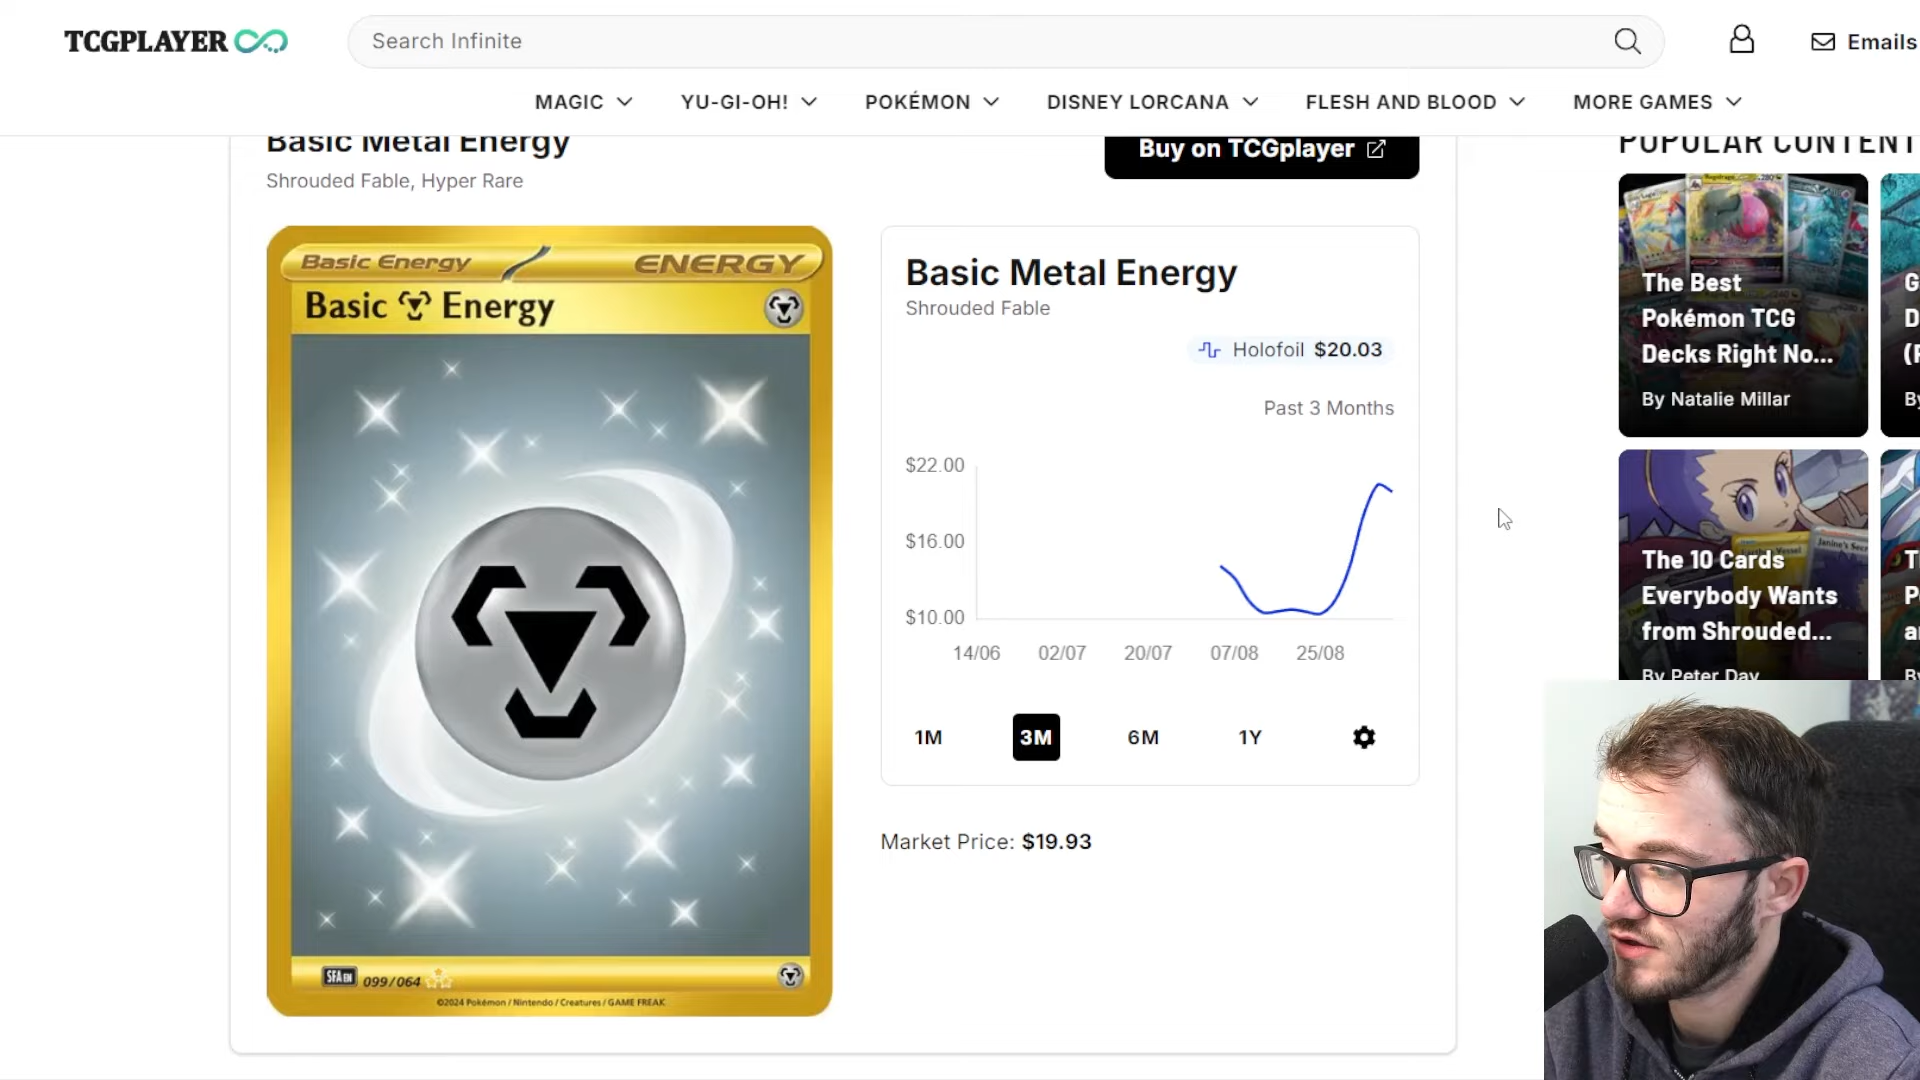 TCGPLAYER
Search Infinite
Emails
MAGIC
YU-GI-OH!
POKÉMON
DISNEY LORCANA
FLESH AND BLOOD
MORE GAMES
Basic Metal Energy
Shrouded Fable, Hyper Rare
Buy on TCGplayer
POPULAR CONTENT
Basic Energy
ENERGY
Basic Energy
SFA EN 099/064
©2024 Pokémon / Nintendo / Creatures / GAME FREAK
Basic Metal Energy
Shrouded Fable
Holofoil $20.03
Past 3 Months
$22.00
$16.00
$10.00
14/06 02/07 20/07 07/08 25/08
1M 3M 6M 1Y
Market Price: $19.93
The Best
Pokémon TCG
Decks Right No...
By Natalie Millar
The 10 Cards
Everybody Wants
from Shrouded...
By Peter Day